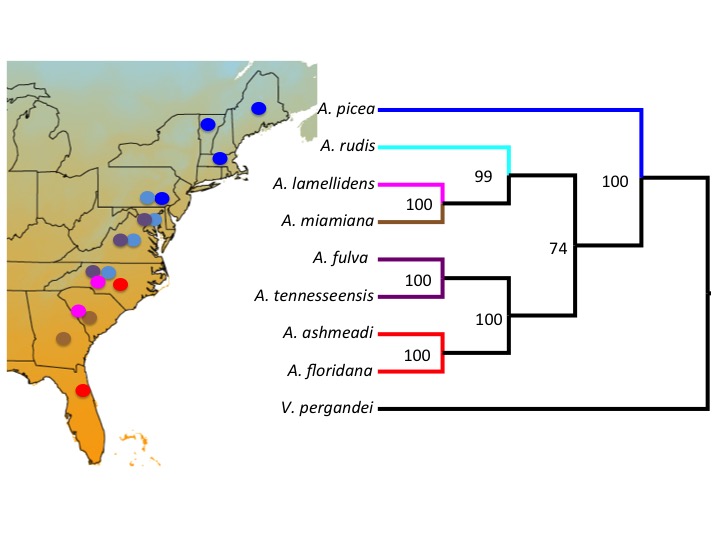 A. picea
A. rudis
99
A. lamellidens
100
100
A. miamiana
74
A. fulva
100
A. tennesseensis
100
A. ashmeadi
100
A. floridana
V. pergandei